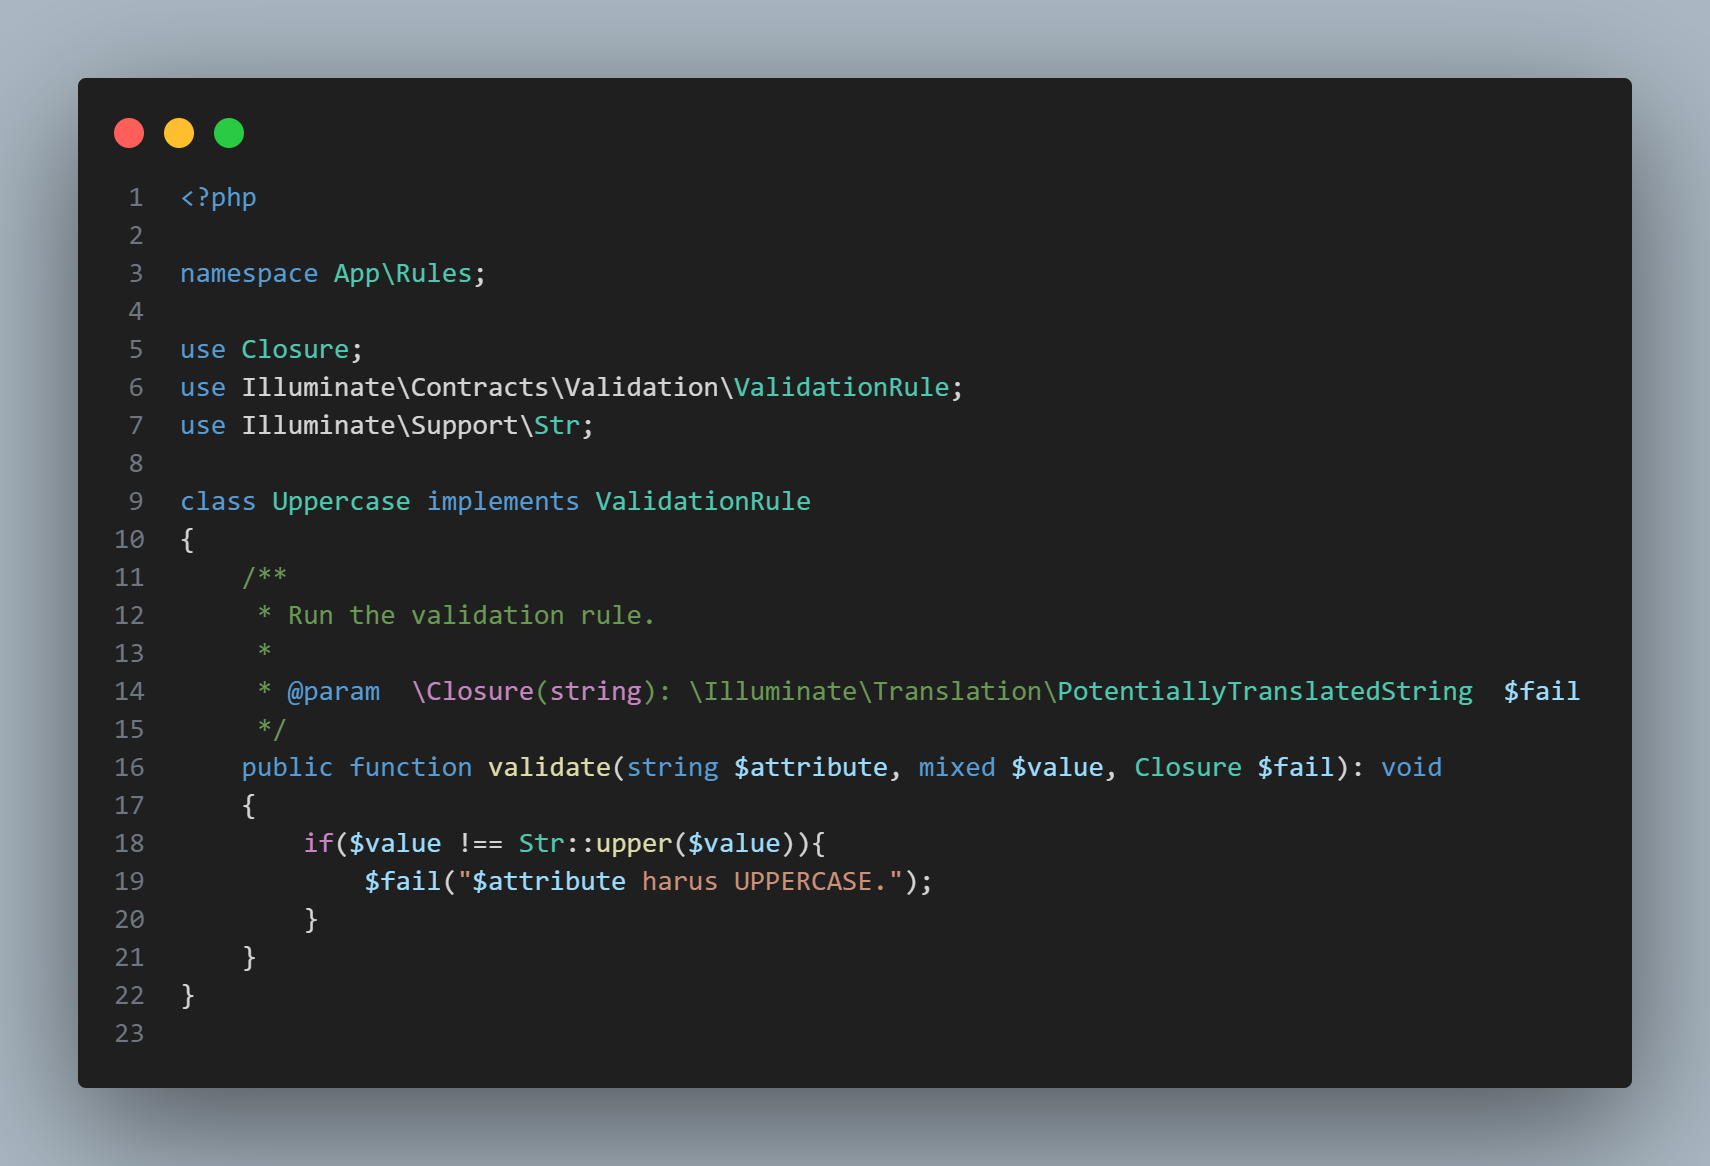 1 <?php
2
3 namespace App\Rules;
4
5 use Closure;
6 use Illuminate\Contracts\Validation\ValidationRule;
7 use Illuminate\Support\Str;
8
9 class Uppercase implements ValidationRule
10 {
11     /**
12      * Run the validation rule.
13      *
14      * @param  \Closure(string): \Illuminate\Translation\PotentiallyTranslatedString  $fail
15      */
16     public function validate(string $attribute, mixed $value, Closure $fail): void
17     {
18         if($value !== Str::upper($value)){
19             $fail("$attribute harus UPPERCASE.");
20         }
21     }
22 }
23